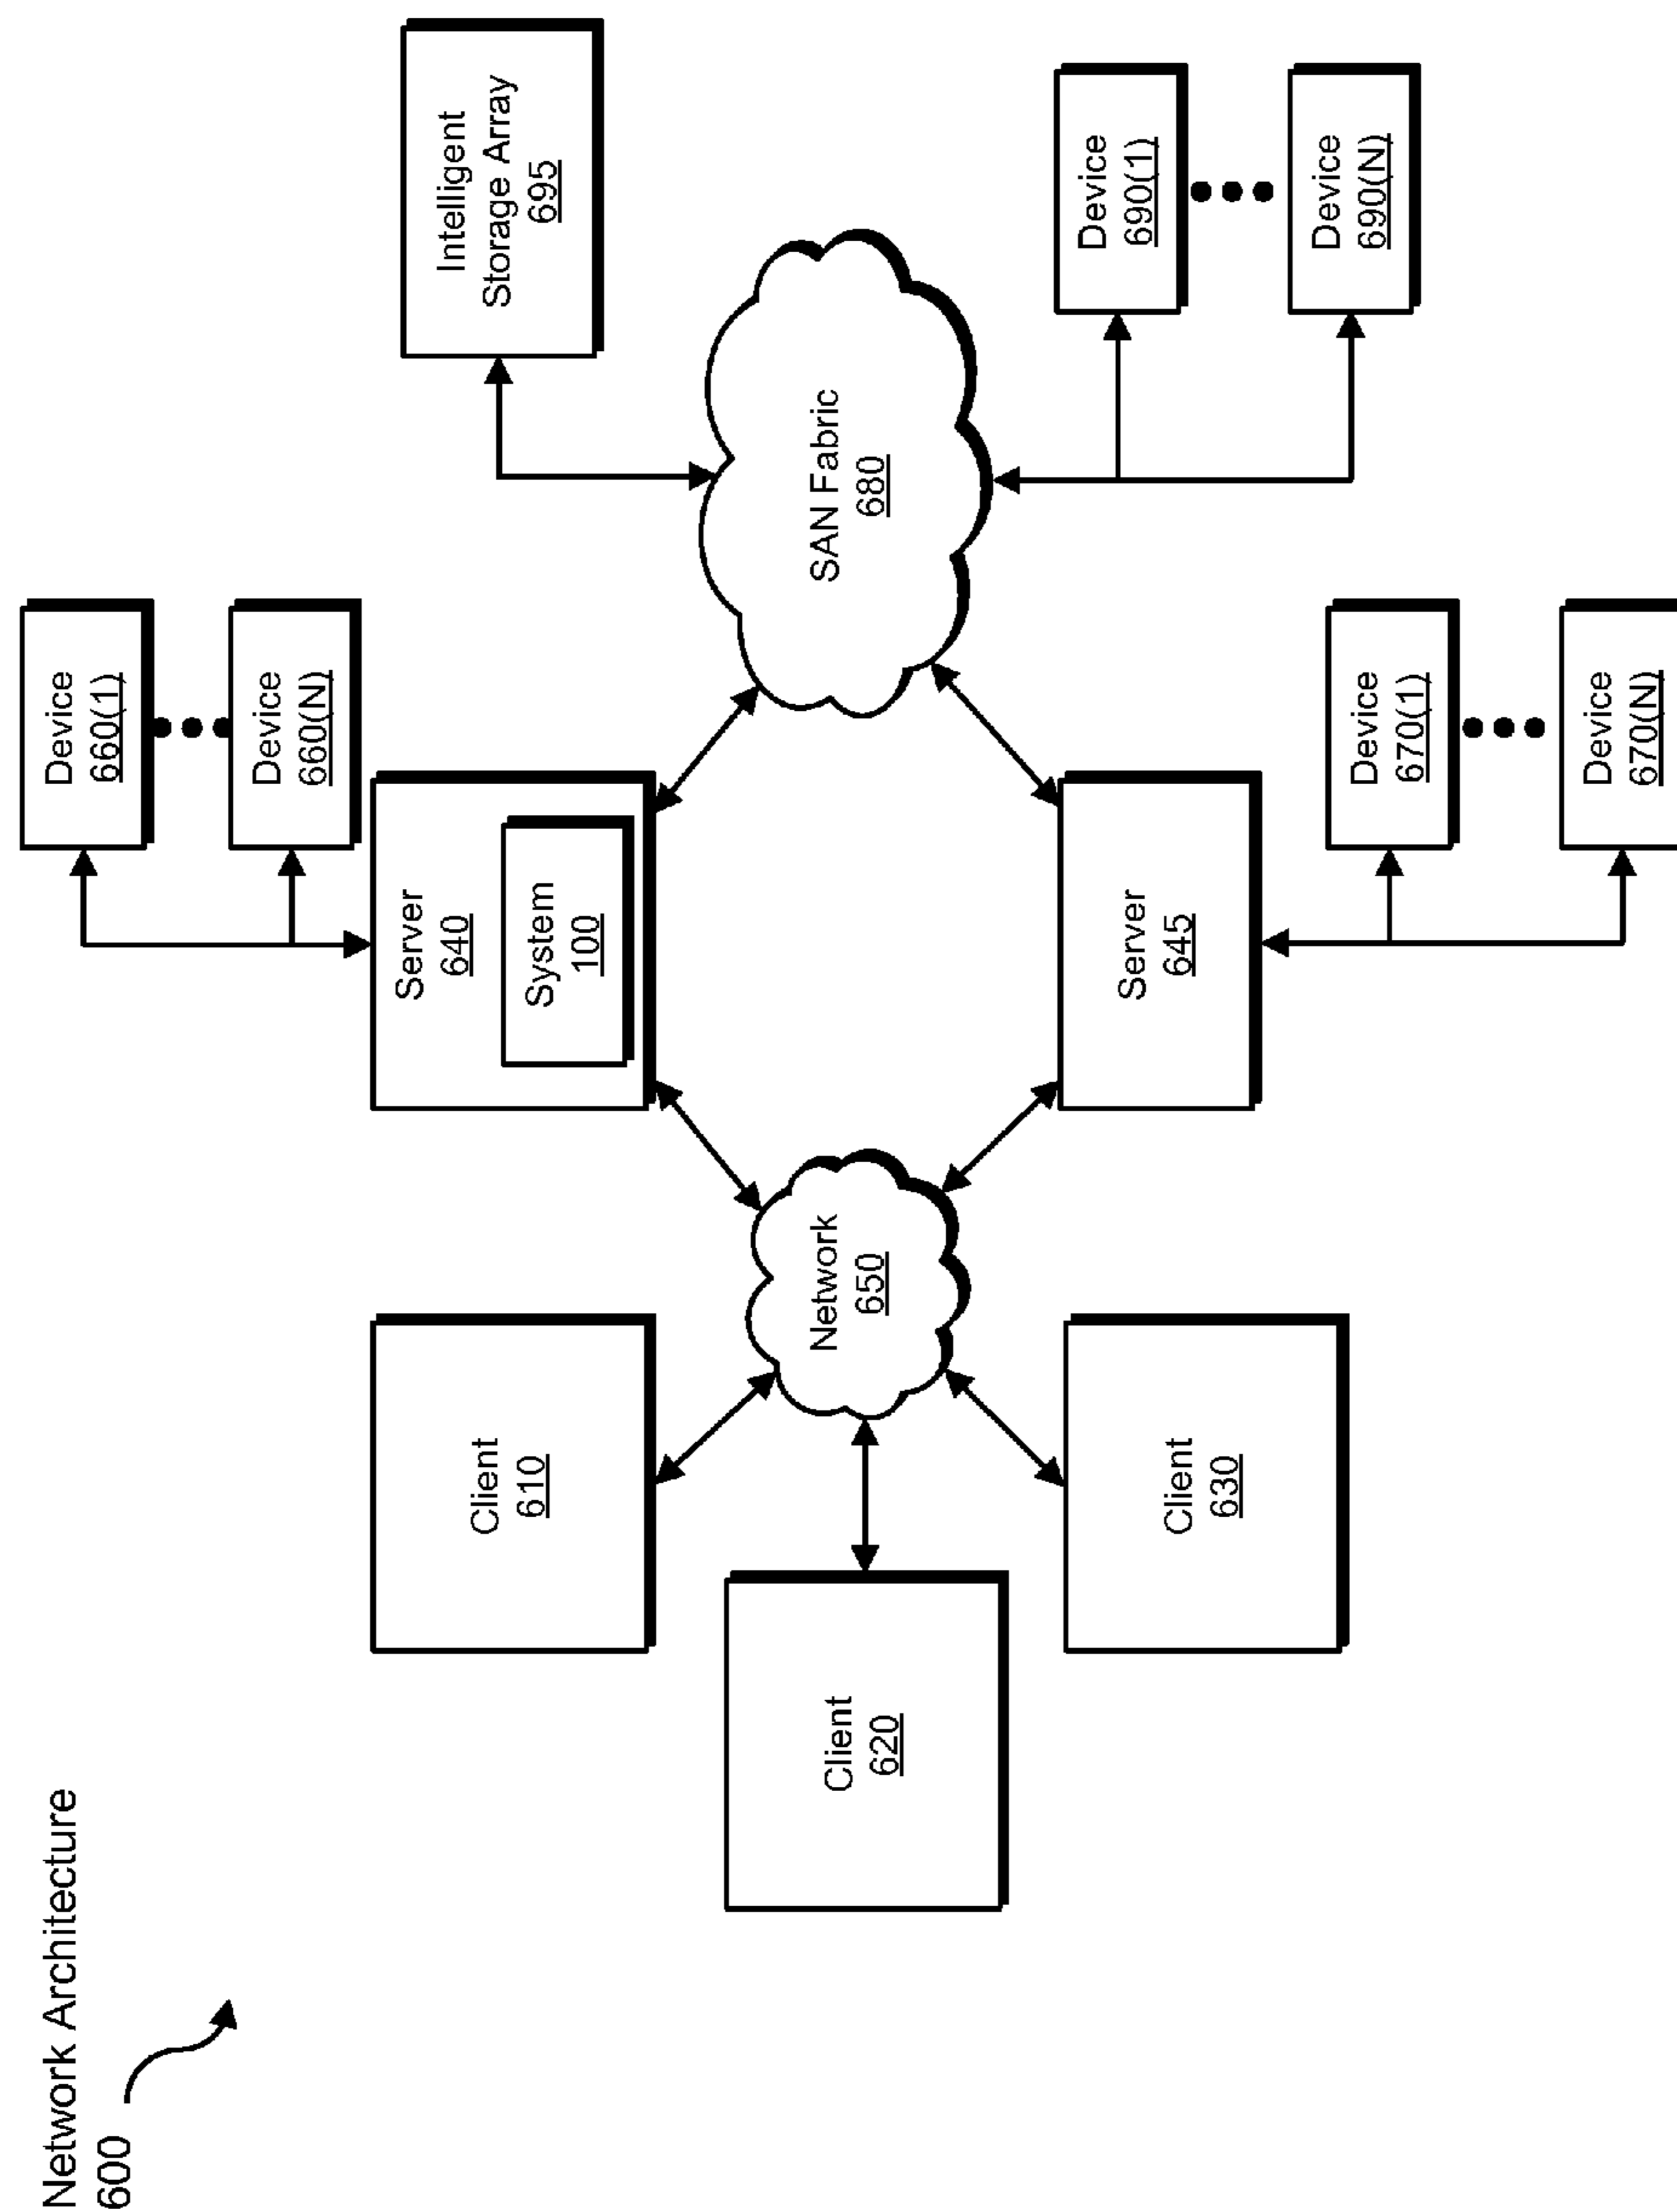 Network Architecture
600
Device
660(1)
Device
660(N)
Server
640
System
100
Intelligent
Storage Array
695
Client
610
Client
620
Network
650
SAN Fabric
680
Client
630
Server
645
Device
690(1)
Device
690(N)
Device
670(1)
Device
670(N)